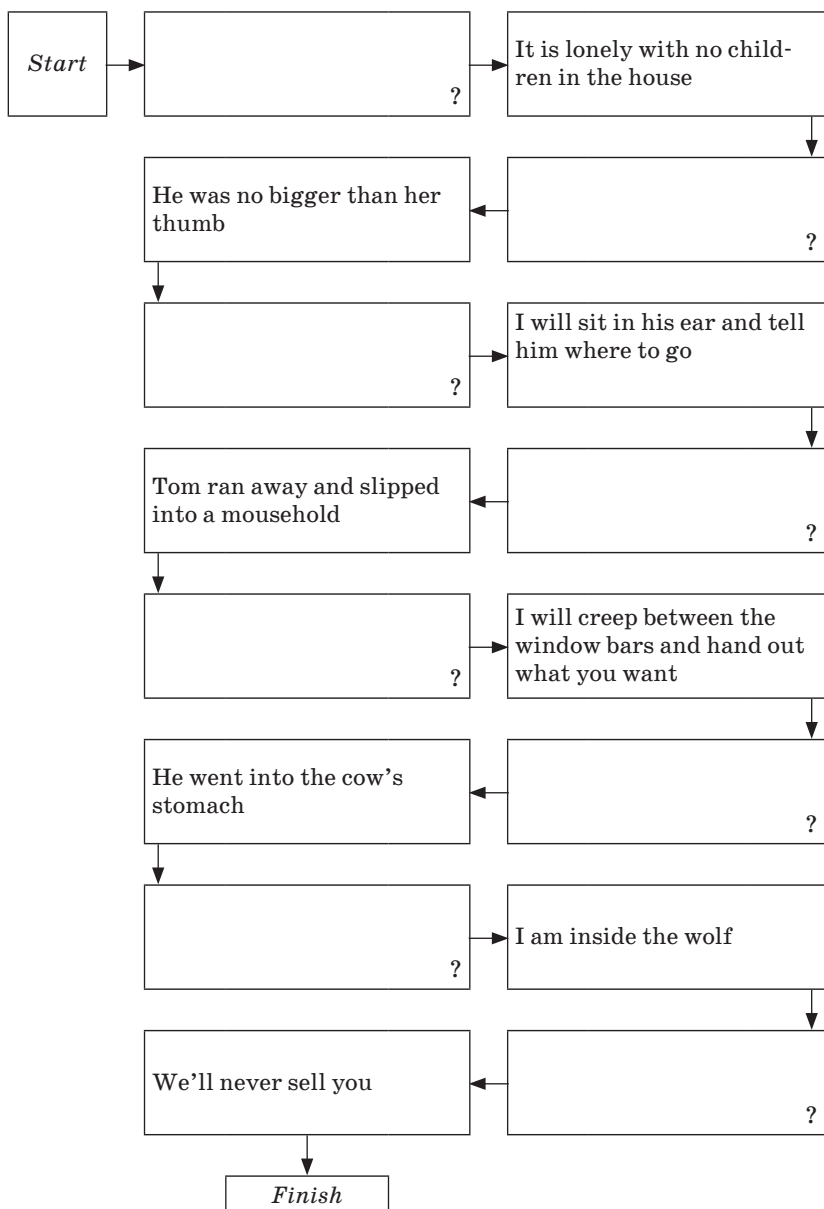 Start
?
It is lonely with no child-
ren in the house
?
He was no bigger than her
thumb
?
I will sit in his ear and tell
him where to go
?
Tom ran away and slipped
into a mousehold
?
I will creep between the
window bars and hand out
what you want
?
He went into the cow’s
stomach
?
I am inside the wolf
?
We’ll never sell you
Finish